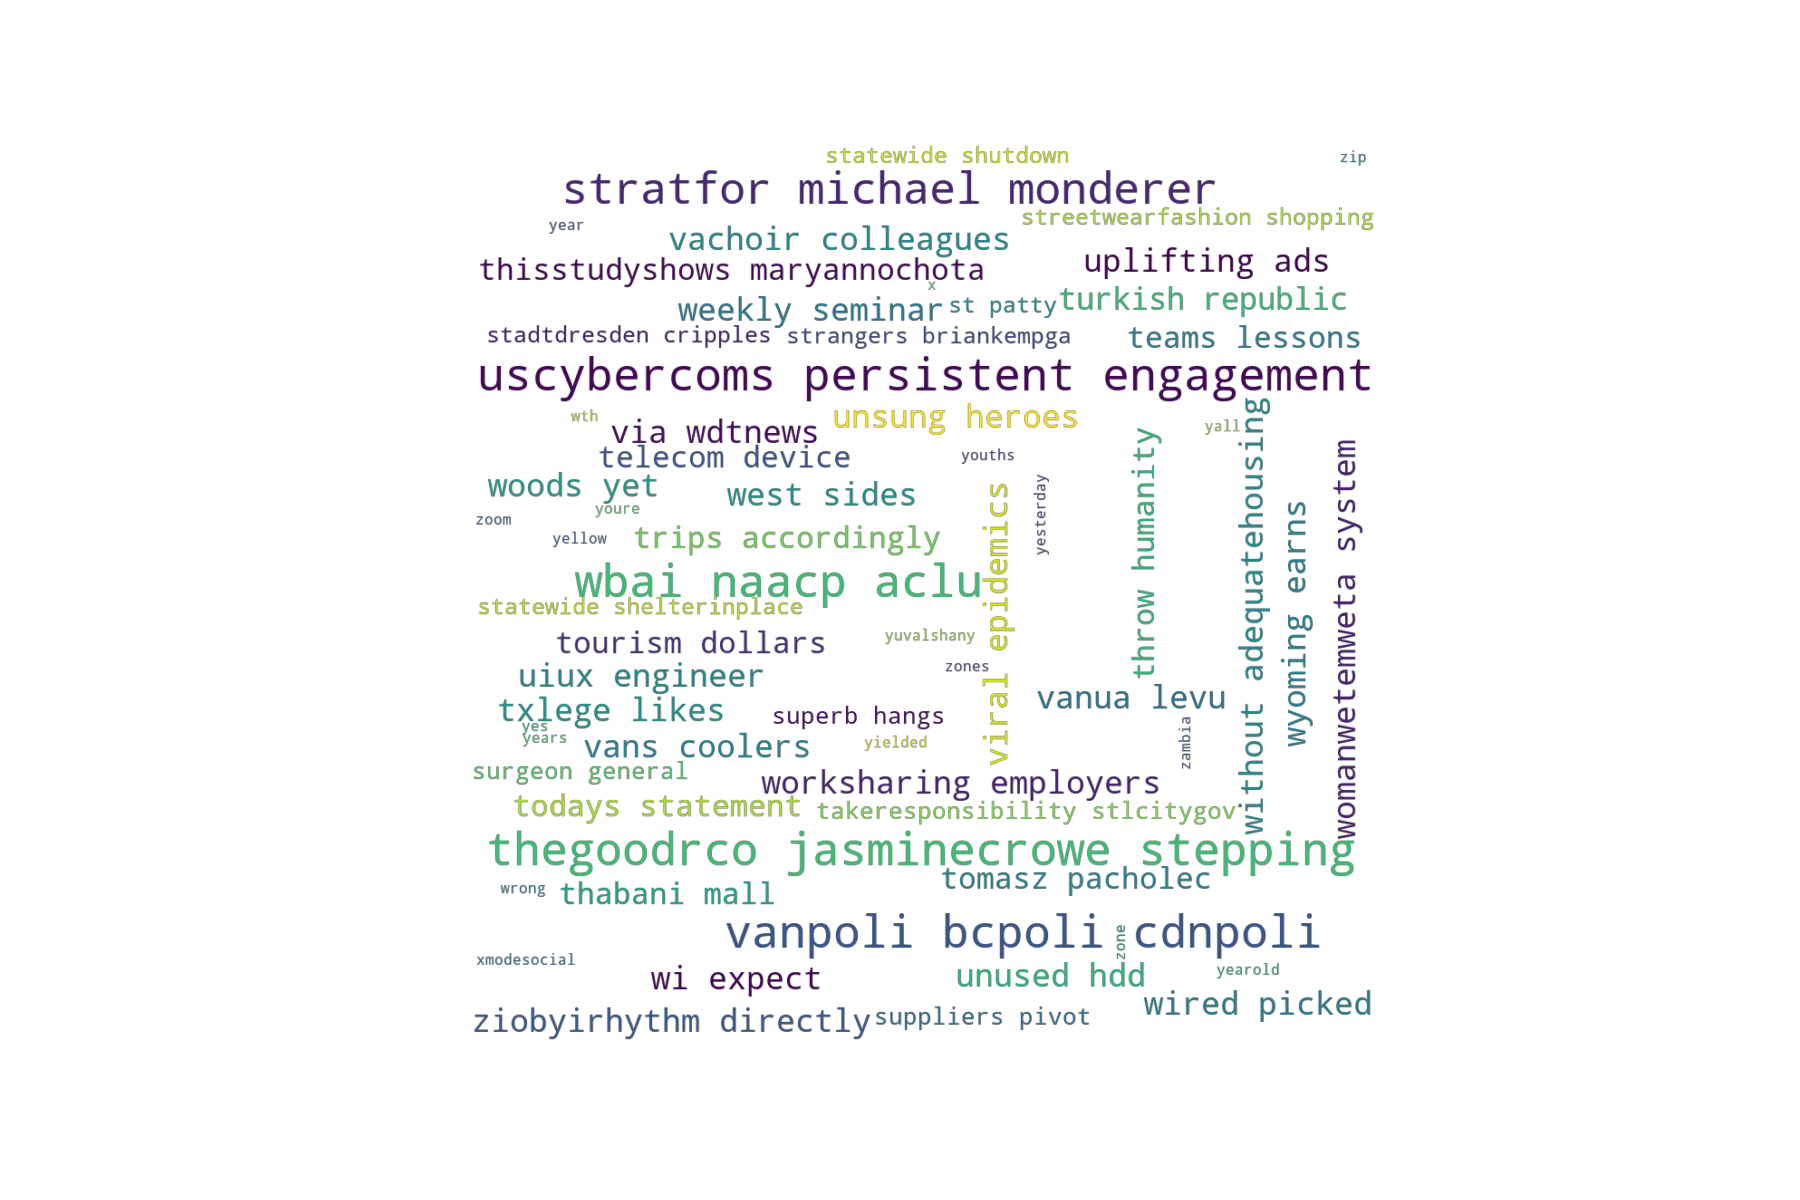 statewide shutdown
zip
stratfor michael monderer
streetwearfashion shopping
year
vachoir colleagues
uplifting ads
thisstudyshows maryannochota
x
turkish republic
weekly seminar
st patty
stadtdresden cripples
strangers briankempga
teams lessons
uscybercoms persistent engagement
wth
unsung heroes
yall
via wdtnews
telecom device
youths
woods yet
west sides
youre
zoom
yesterday
yellow
trips accordingly
viral epidemics
throw humanity
without adequatehousing
wyoming earns
womanwetemweta system
wbai naacp aclu
statewide shelterinplace
yuvalshany
tourism dollars
zones
uiux engineer
vanua levu
txlege likes
superb hangs
yes
years
vans coolers
yielded
zambia
surgeon general
worksharing employers
todays statement
takeresponsibility stlcitygov
thegoodrco jasminecrowe stepping
tomasz pacholec
wrong
thabani mall
vanpoli bcpoli cdnpoli
zone
xmodesocial
wi expect
unused hdd
yearold
wired picked
ziobyirhythm directly
suppliers pivot